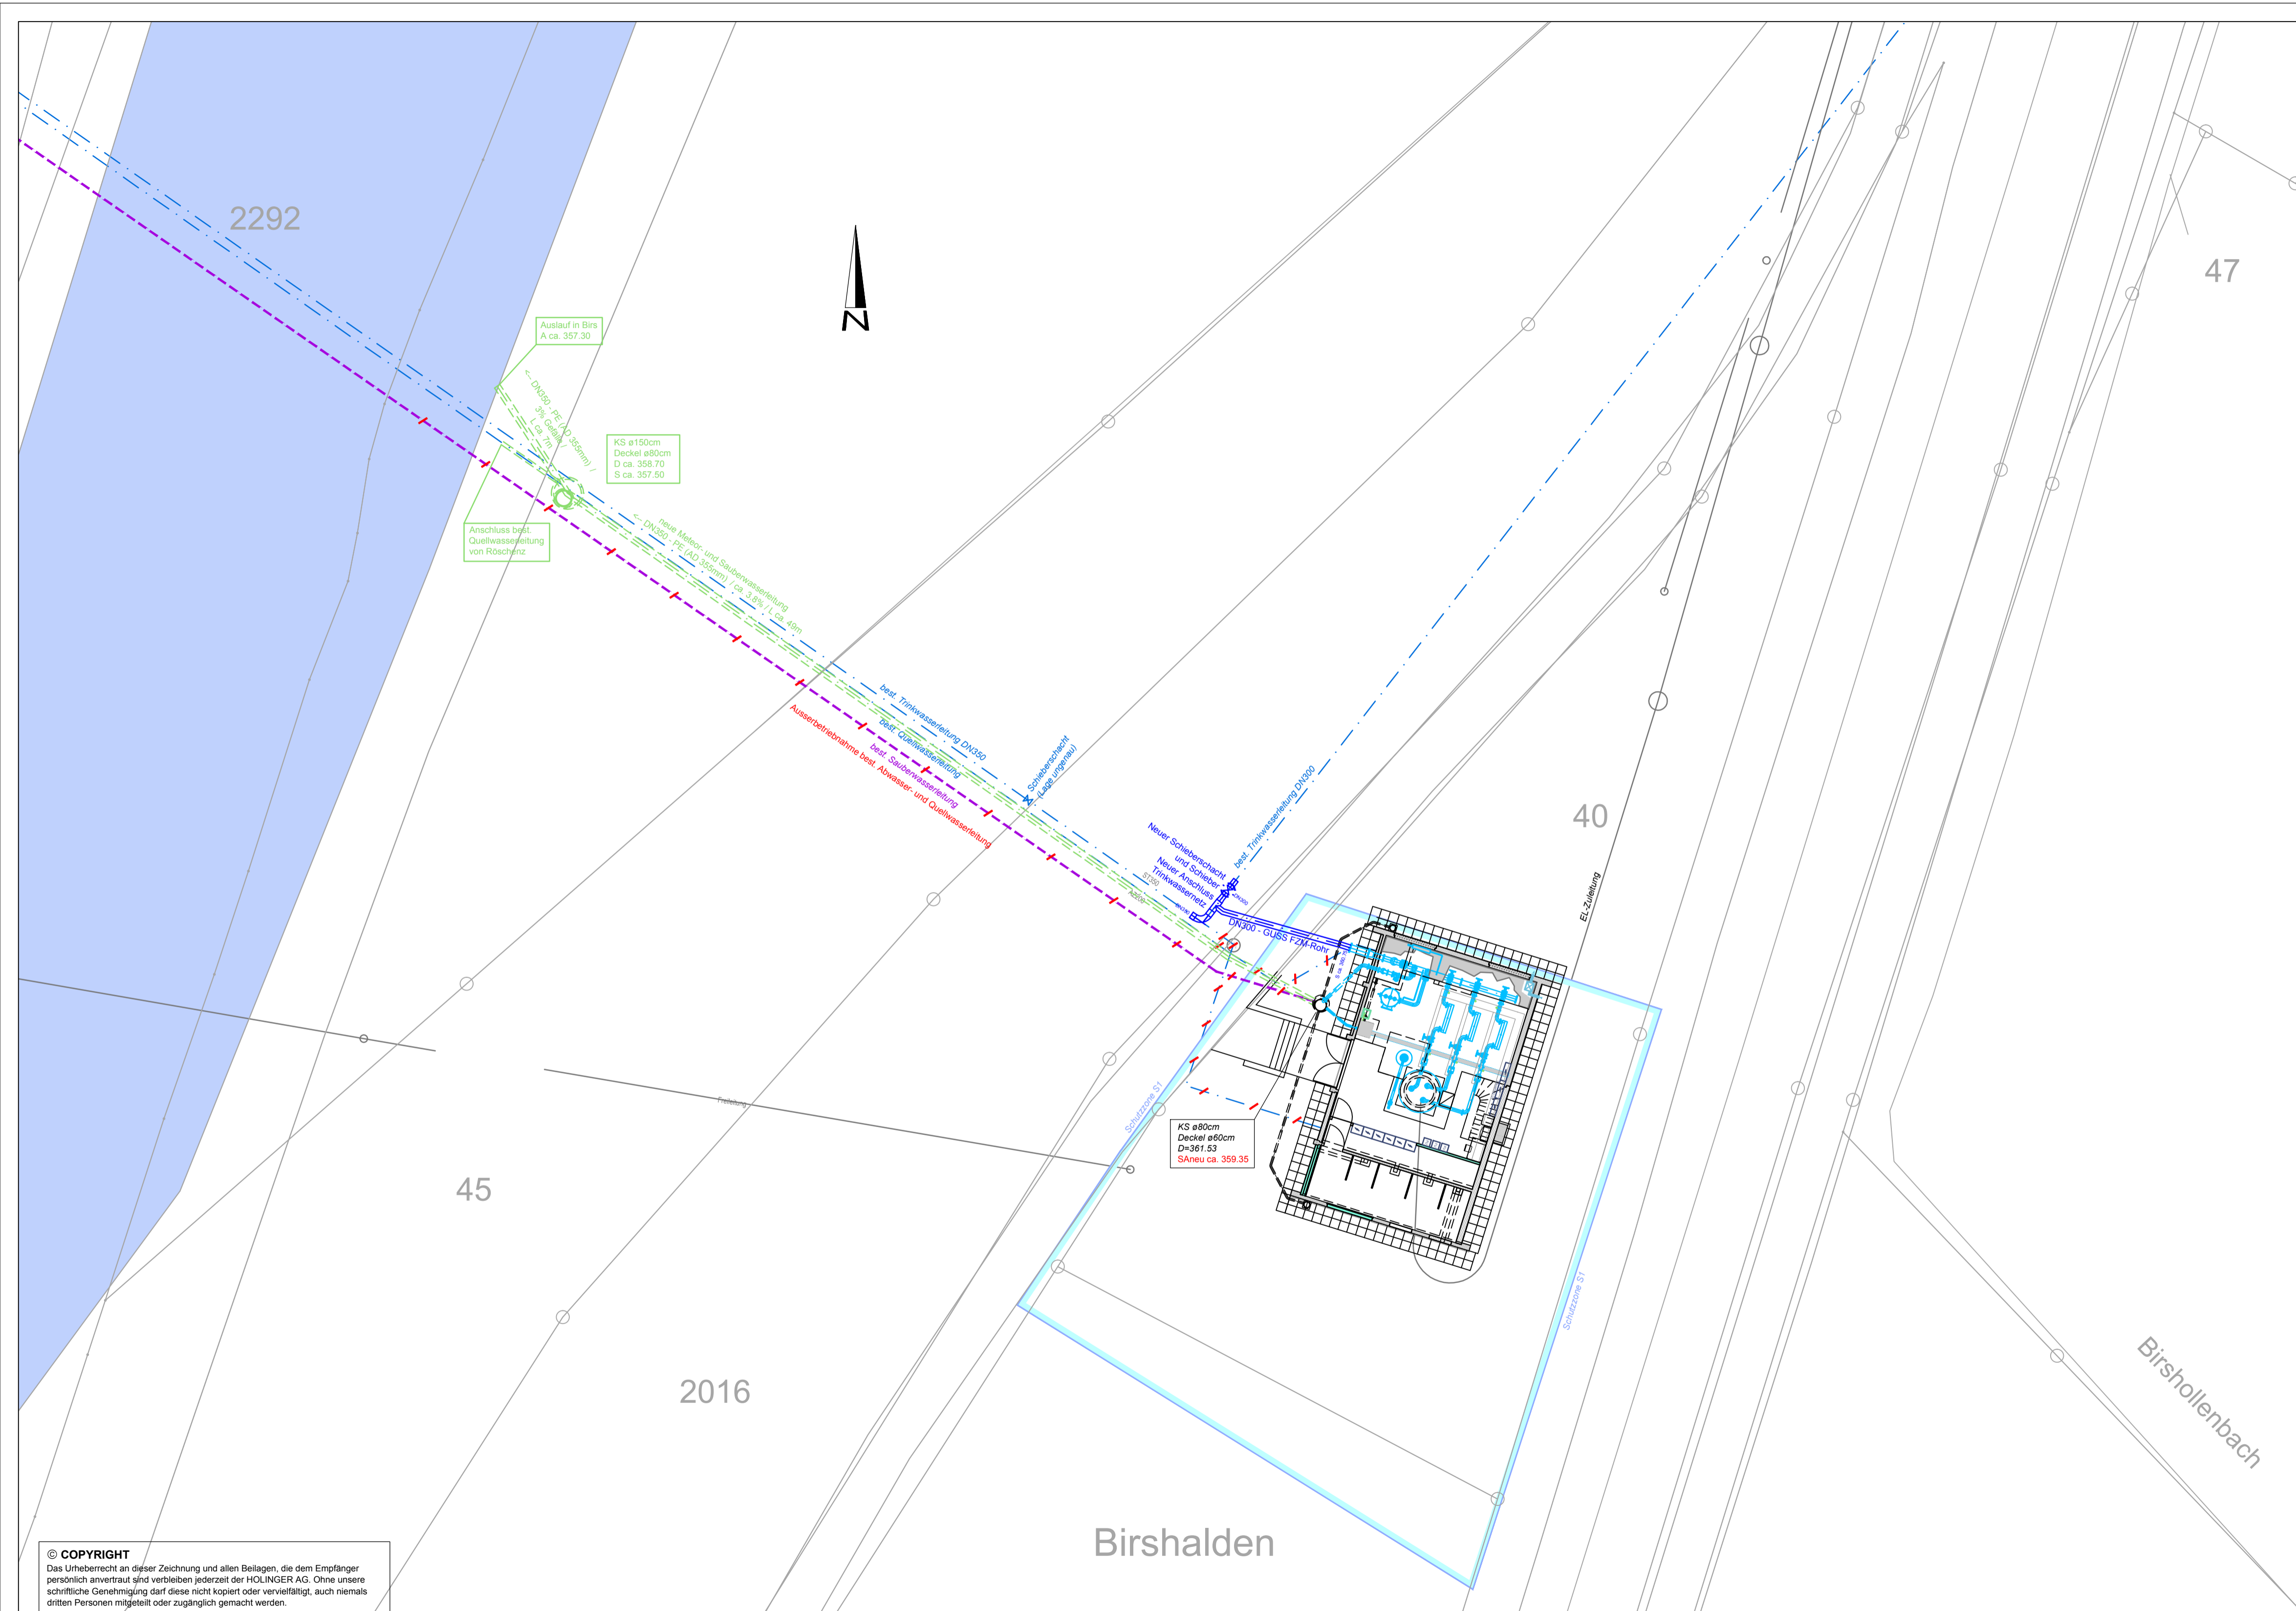 2292
47
Auslauf in Birs
A ca. 357.30
<-- DN350 - PE (AD 355mm) /
3% Gefälle /
L ca. 7m
N
KS ø150cm
Deckel ø80cm
D ca. 358.70
S ca. 357.50
Anschluss best.
Quellwasserleitung
von Röschenz
neue Meteor- und Sauberwasserleitung
<-- DN350 - PE (AD 355mm) / ca. 3.8% / L ca. 49m
best. Trinkwasserleitung DN350
best. Quellwasserleitung
best. Sauberwasserleitung
Ausserbetriebnahme best. Abwasser- und Quellwasserleitung
Schieberschacht
(Lage ungenau)
best. Trinkwasserleitung DN300
Neuer Schieberschacht
und Schieber
Neuer Anschluss
Trinkwassernetz
DN300
ST350
DN300 - GUSS FZM-Rohr
40
EL-Zuleitung
Freileitung
Schutzzone S1
KS ø80cm
Deckel ø60cm
D=361.53
SAneu ca. 359.35
45
Schutzzone S1
2016
Birshollenbach
Birshalden
© COPYRIGHT
Das Urheberrecht an dieser Zeichnung und allen Beilagen, die dem Empfänger
persönlich anvertraut sind verbleiben jederzeit der HOLINGER AG. Ohne unsere
schriftliche Genehmigung darf diese nicht kopiert oder vervielfältigt, auch niemals
dritten Personen mitgeteilt oder zugänglich gemacht werden.